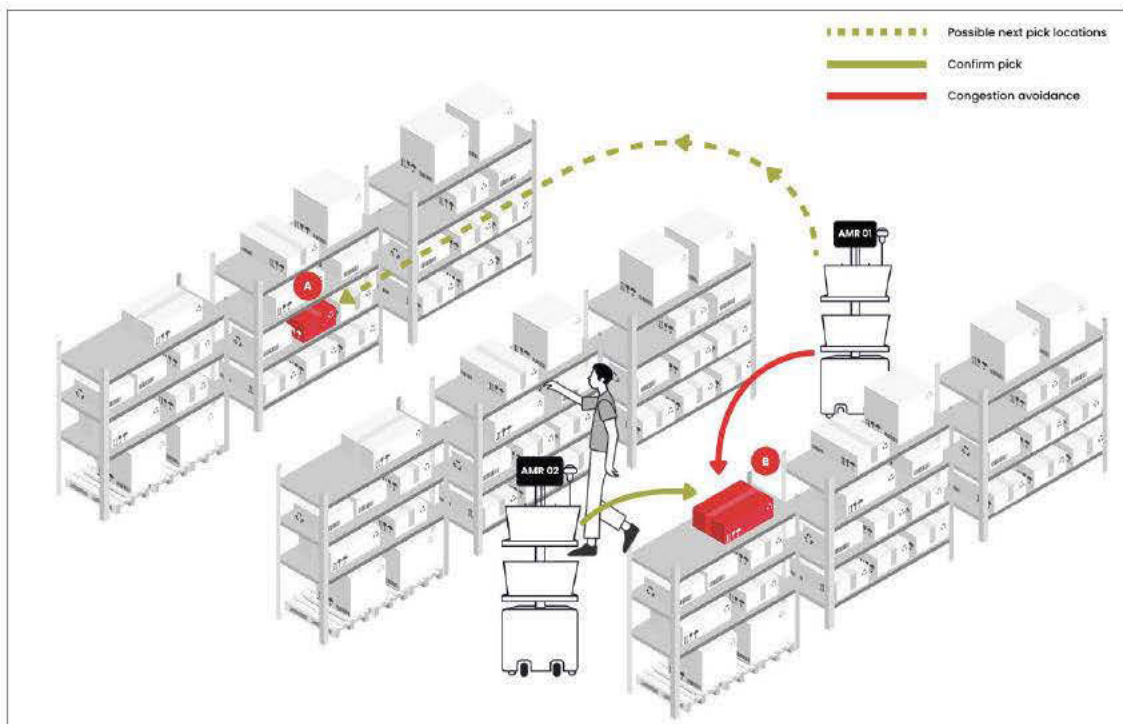 Possible next pick locations
Confirm pick
Congestion avoidance
AMR 01
A
B
AMR 02